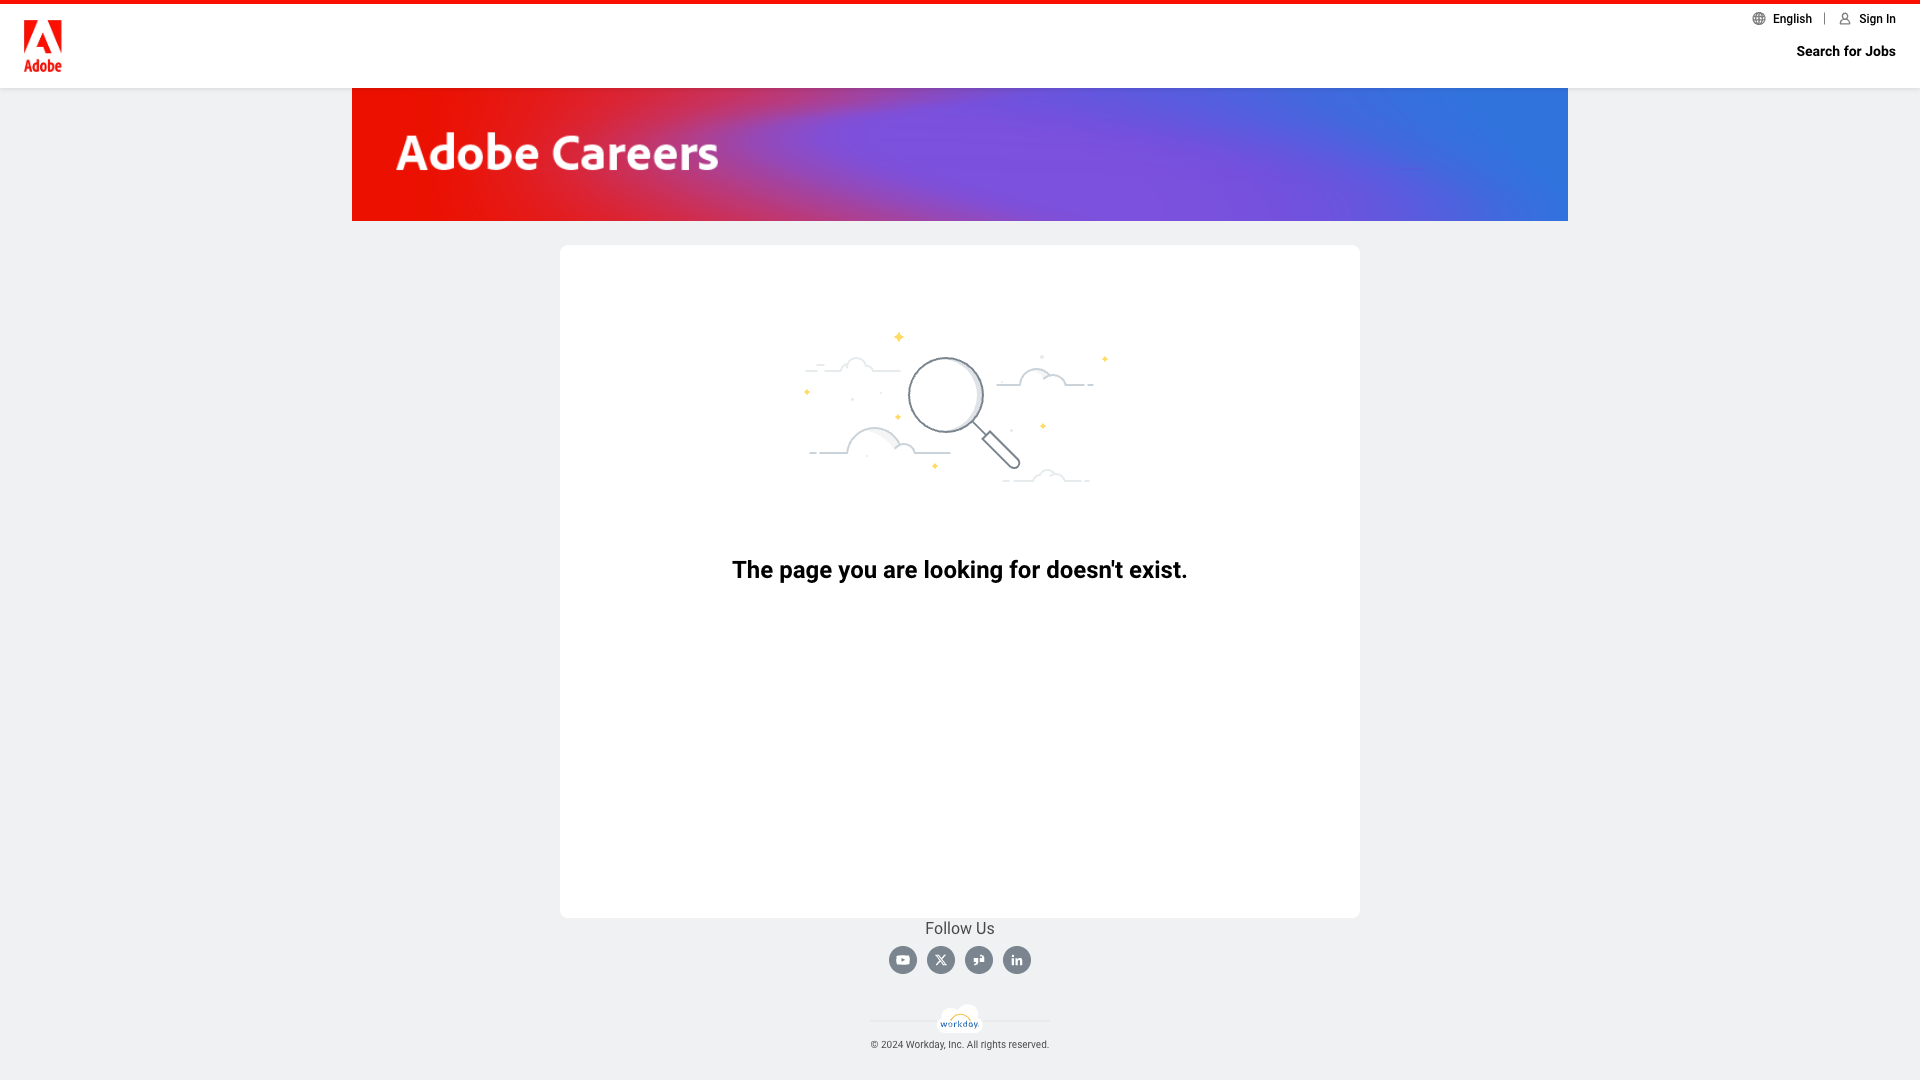 English
Sign In
Adobe
Search for Jobs
Adobe Careers
The page you are looking for doesn't exist.
Follow Us
workday.
© 2024 Workday, Inc. All rights reserved.